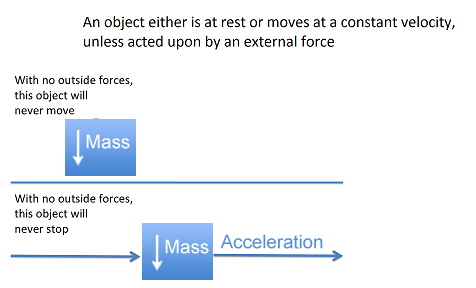 An object either is at rest or moves at a constant velocity,
unless acted upon by an external force
With no outside forces,
this object will
never move
Mass
With no outside forces,
this object will
never stop
Mass
Acceleration